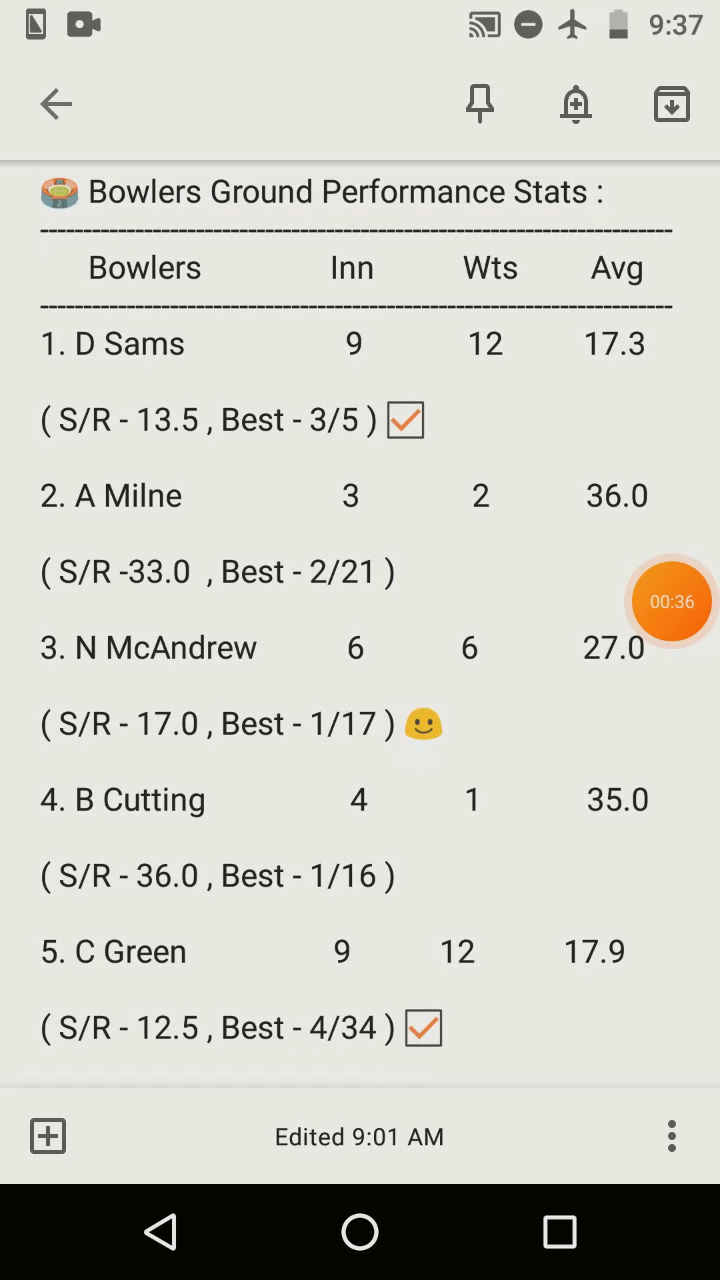 9:37
🏟️ Bowlers Ground Performance Stats :
------------------------------------------------------------------------
Bowlers Inn Wts Avg
------------------------------------------------------------------------
1. D Sams 9 12 17.3
( S/R - 13.5 , Best - 3/5 ) ☑️
2. A Milne 3 2 36.0
( S/R -33.0 , Best - 2/21 )
00:36
3. N McAndrew 6 6 27.0
( S/R - 17.0 , Best - 1/17 ) 🙂
4. B Cutting 4 1 35.0
( S/R - 36.0 , Best - 1/16 )
5. C Green 9 12 17.9
( S/R - 12.5 , Best - 4/34 ) ☑️
Edited 9:01 AM